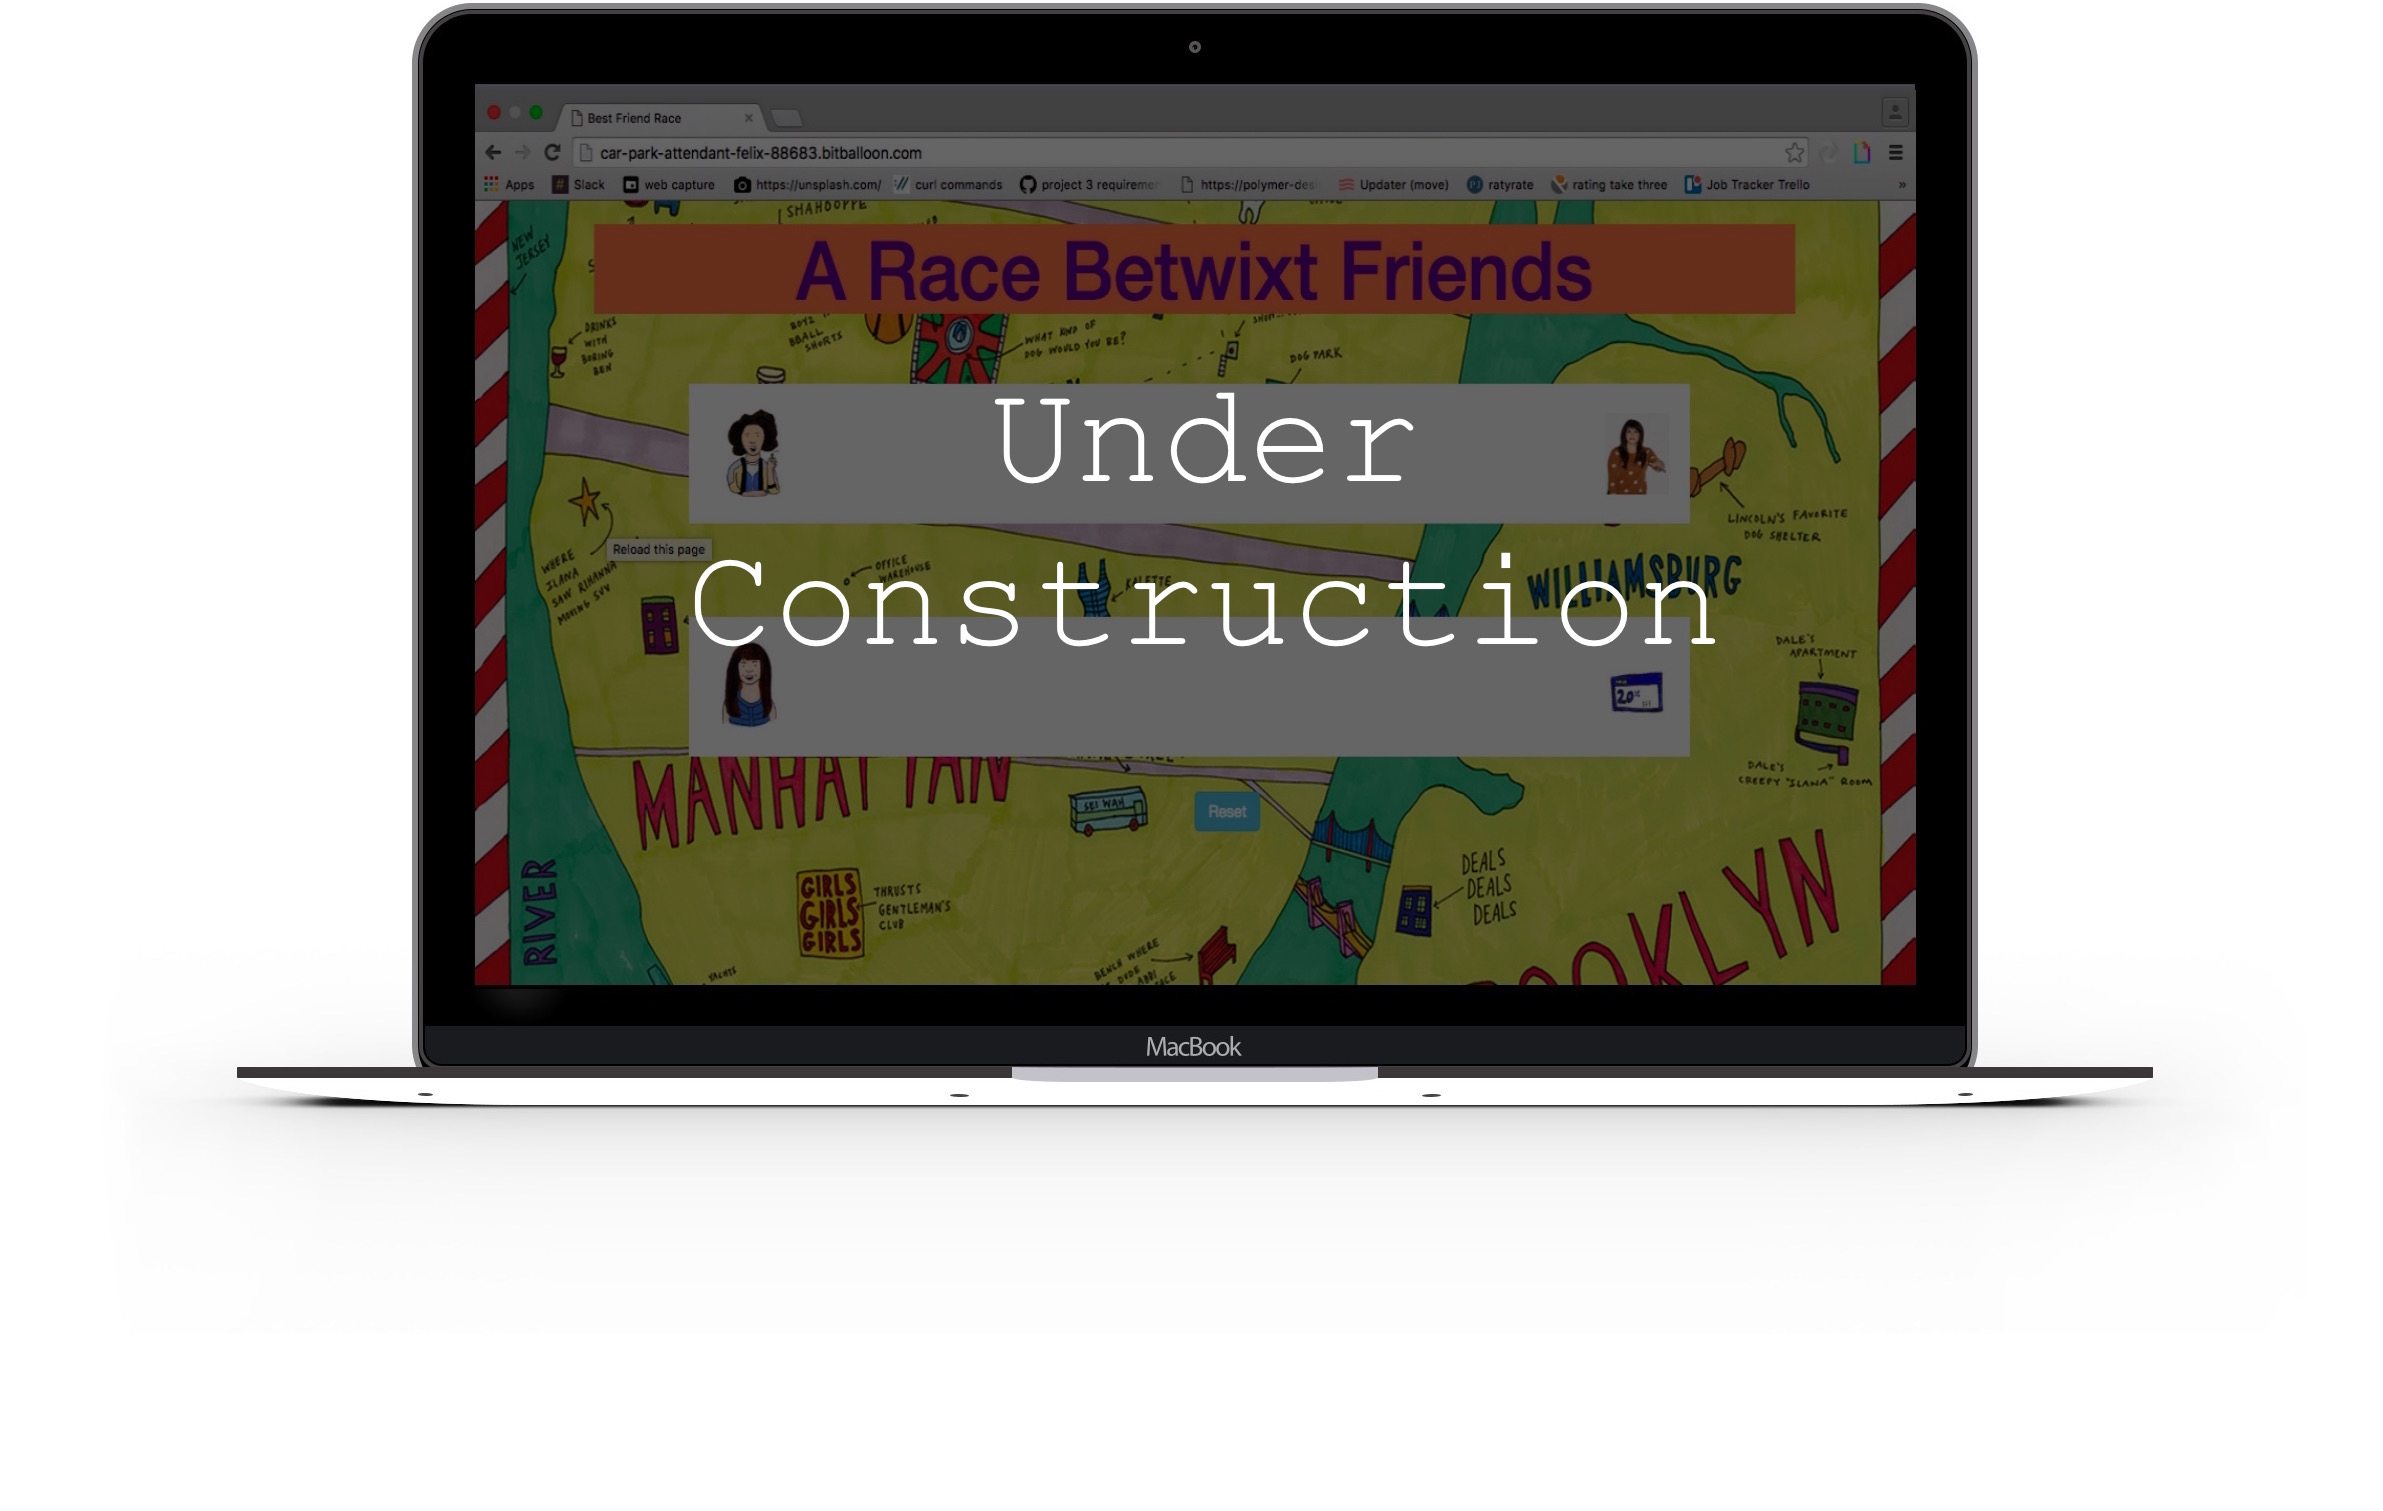 Best Friend Race
car-park-attendant-felix-88683.bitballoon.com
Apps Slack web capture https://unsplash.com/ curl commands project 3 requireme https://polymer-des Updater (move) ratyrate rating take three Job Tracker Trello »
SHAHOOPPE
NEW
JERSEY
A Race Betwixt Friends
DRINKS
WITH
BORING
BEN
BOYZ
BBALL
SHORTS
WHAT KIND OF
DOG WOULD YOU BE?
DOG PARK
Under
LINCOLN'S FAVORITE
DOG SHELTER
Reload this page
WHERE
ILANA
SAW RIHANNA
MOVING SUV
OFFICE
WAREHOUSE
WILLIAMSBURG
Construction
DALE'S
APARTMENT
20%
MANHATTAN
DALE'S
CREEPY "ILANA" ROOM
SEI WAH
Reset
RIVER
GIRLS
GIRLS
GIRLS
THRUSTS
GENTLEMAN'S
CLUB
DEALS
DEALS
DEALS
BROOKLYN
YACHTS
BENCH WHERE
DUDE
MacBook